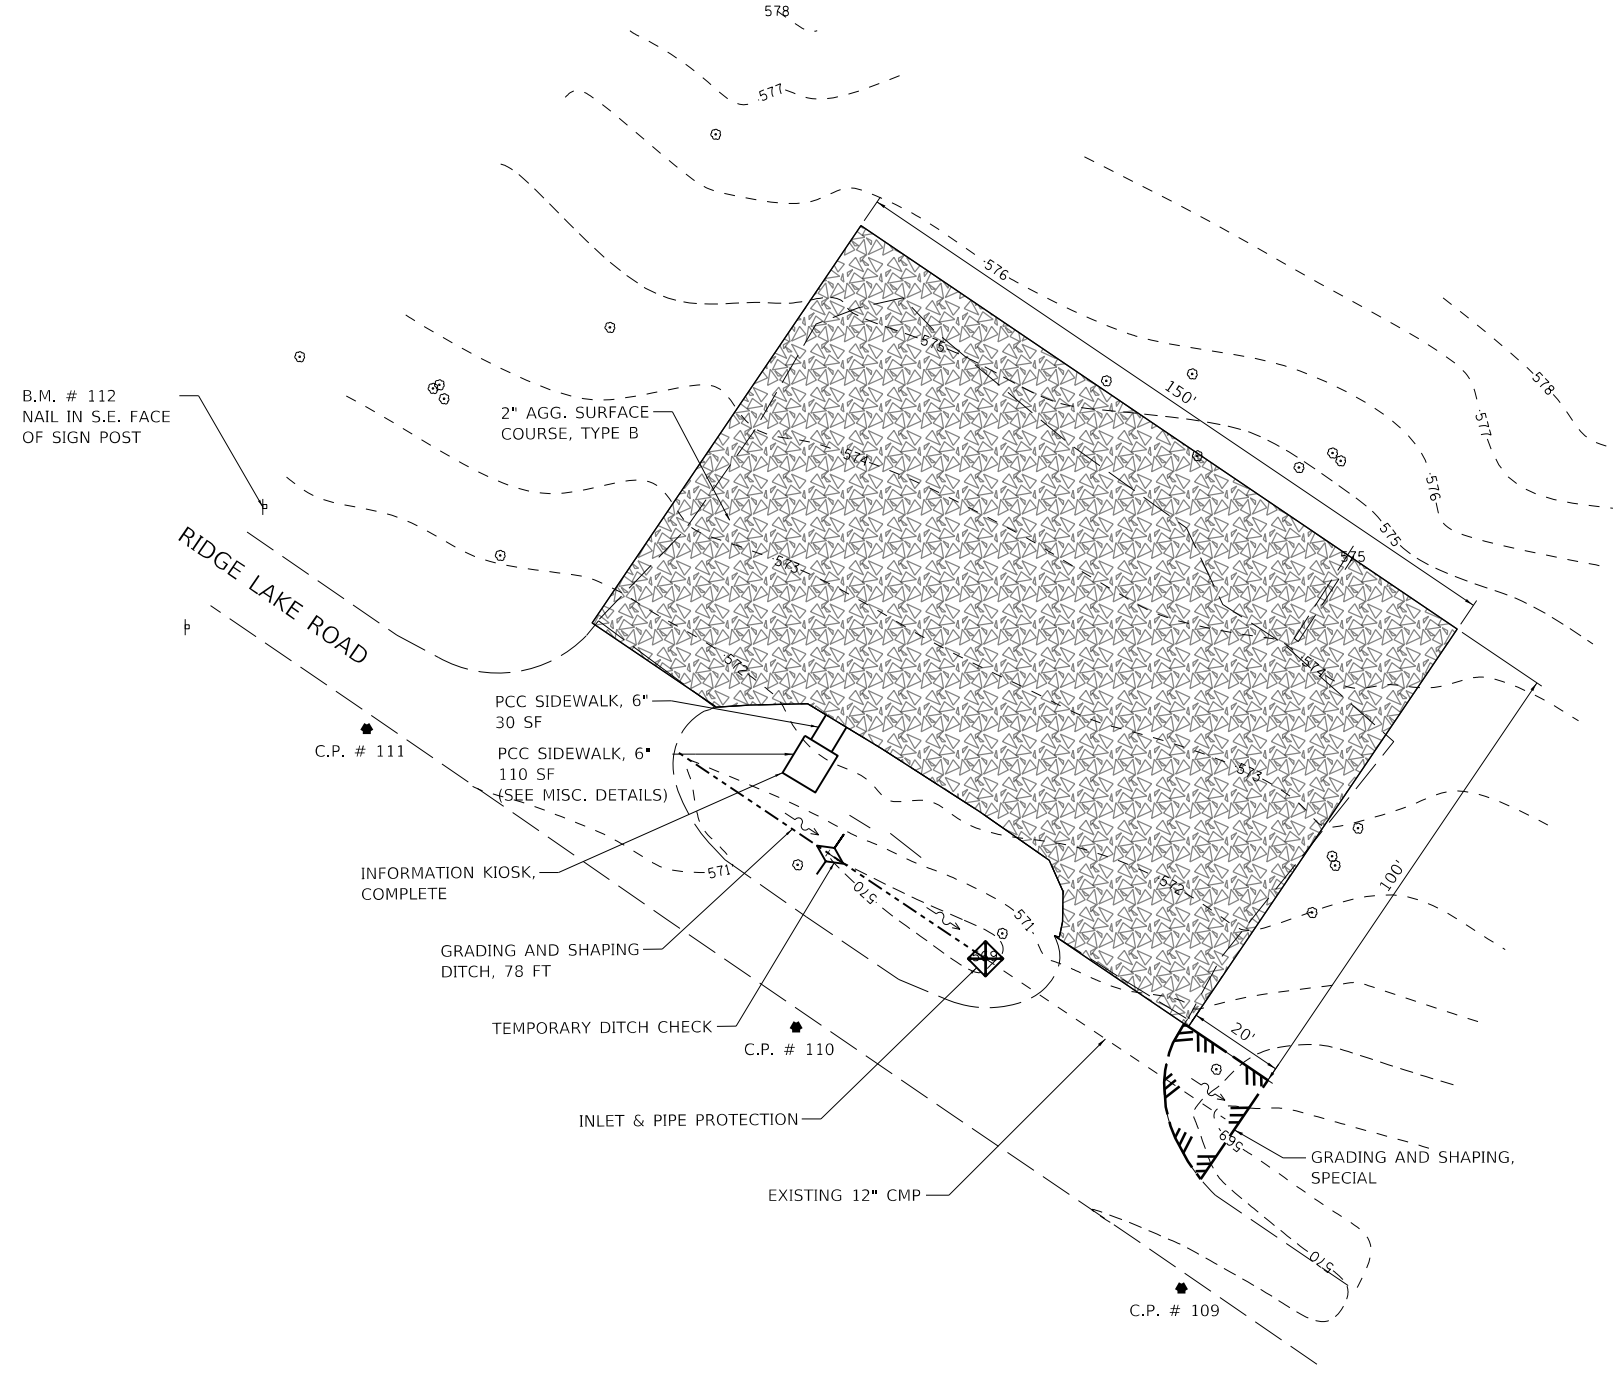 578
577
576
150'
578
577
576
575
575
575
574
573
572
574
573
572
571
571
570
569
570
100'
20'
B.M. # 112
NAIL IN S.E. FACE
OF SIGN POST
RIDGE LAKE ROAD
2" AGG. SURFACE
COURSE, TYPE B
PCC SIDEWALK, 6"
30 SF
PCC SIDEWALK, 6"
110 SF
(SEE MISC. DETAILS)
C.P. # 111
INFORMATION KIOSK,
COMPLETE
GRADING AND SHAPING
DITCH, 78 FT
TEMPORARY DITCH CHECK
C.P. # 110
INLET & PIPE PROTECTION
EXISTING 12" CMP
GRADING AND SHAPING,
SPECIAL
C.P. # 109